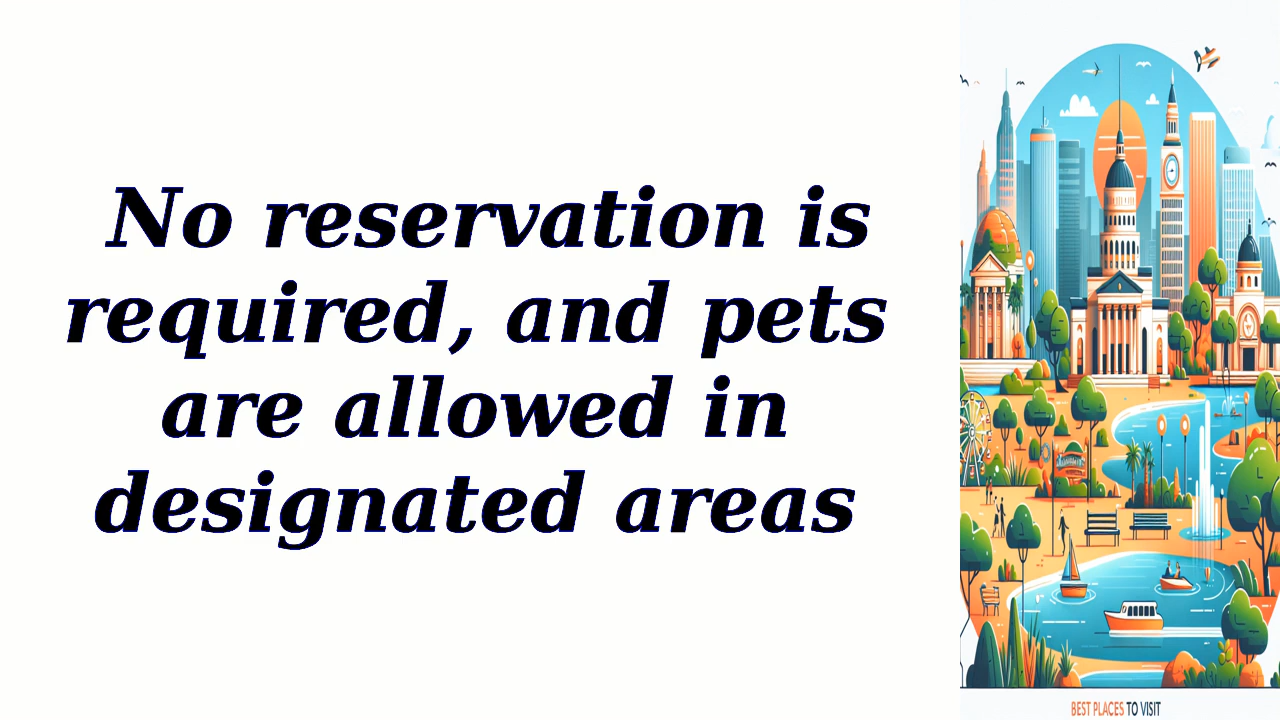 No reservation is
required, and pets
are allowed in
designated areas
BEST PLACES TO VISIT